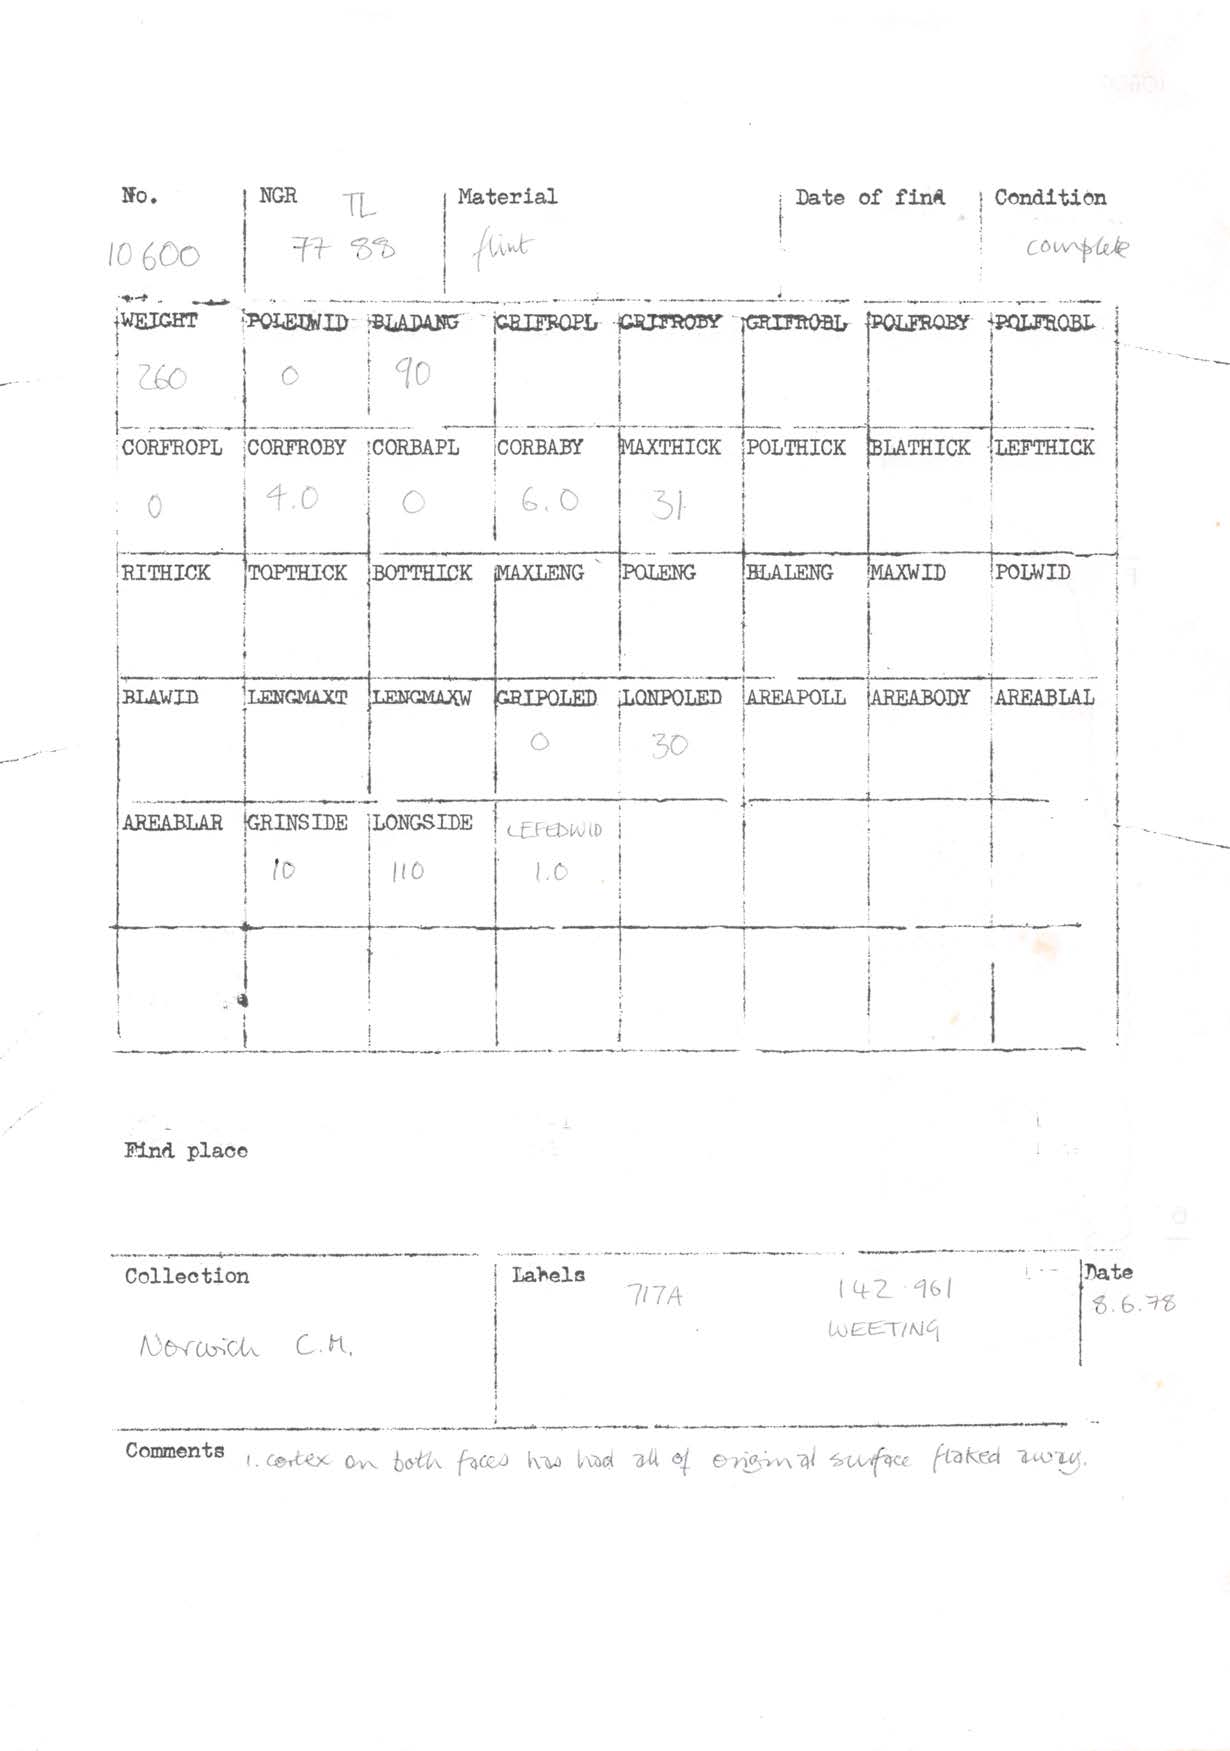 No. NGR TL Material Date of find Condition
10600 77 88 flint complete
WEIGHT POLEDWID BLADANG GRIFROPL GRIFROBY GRIFROBL POLFROBY POLFROBL
260 0 90
CORFROPL CORFROBY CORBAPL CORBABY MAXTHICK POLTHICK BLATHICK LEFTHICK
0 4.0 0 6.0 31
RITHICK TOPTHICK BOTTHICK MAXLENG POLENG BLALENG MAXWID POLWID
BLAWID LENGMAXT LENGMAXW GRIPOLED LONPOLED AREAPOLL AREABODY AREABLAL
0 30
AREABLAR GRINSIDE LONGSIDE LEFEDWID
10 110 1.0
Find place
Collection Labels 717A 142.961 Date
WEETING 8.6.78
Norwich C.M.
Comments 1. cortex on both faces has had all of original surface flaked away.